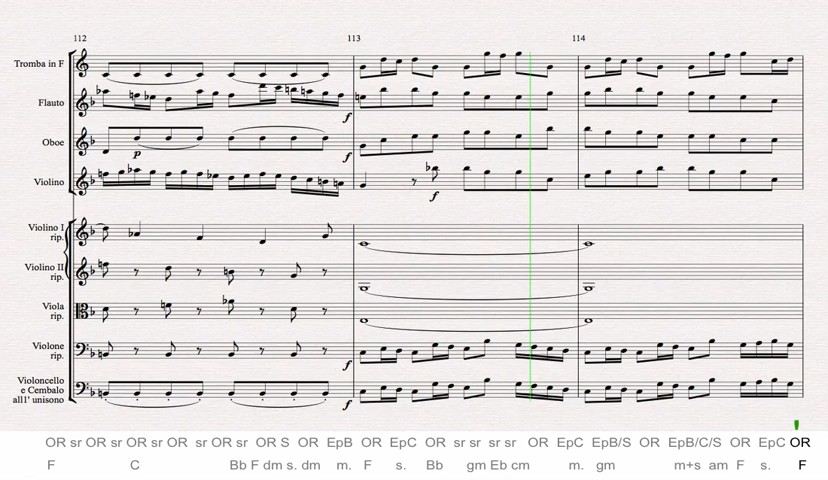 112 113 114
Tromba in F
Flauto
f
Oboe
p f
Violino
f
Violino I
rip.
Violino II
rip.
Viola
rip.
Violone
rip.
f
Violoncello
e Cembalo
all1' unisono
f
OR sr OR sr OR sr OR sr OR sr OR S OR EpB OR EpC OR sr sr sr sr OR EpC EpB/S OR EpB/C/S OR EpC OR
F C Bb F dm s. dm m. F s. Bb gm Eb cm m. gm m+s am F s. F